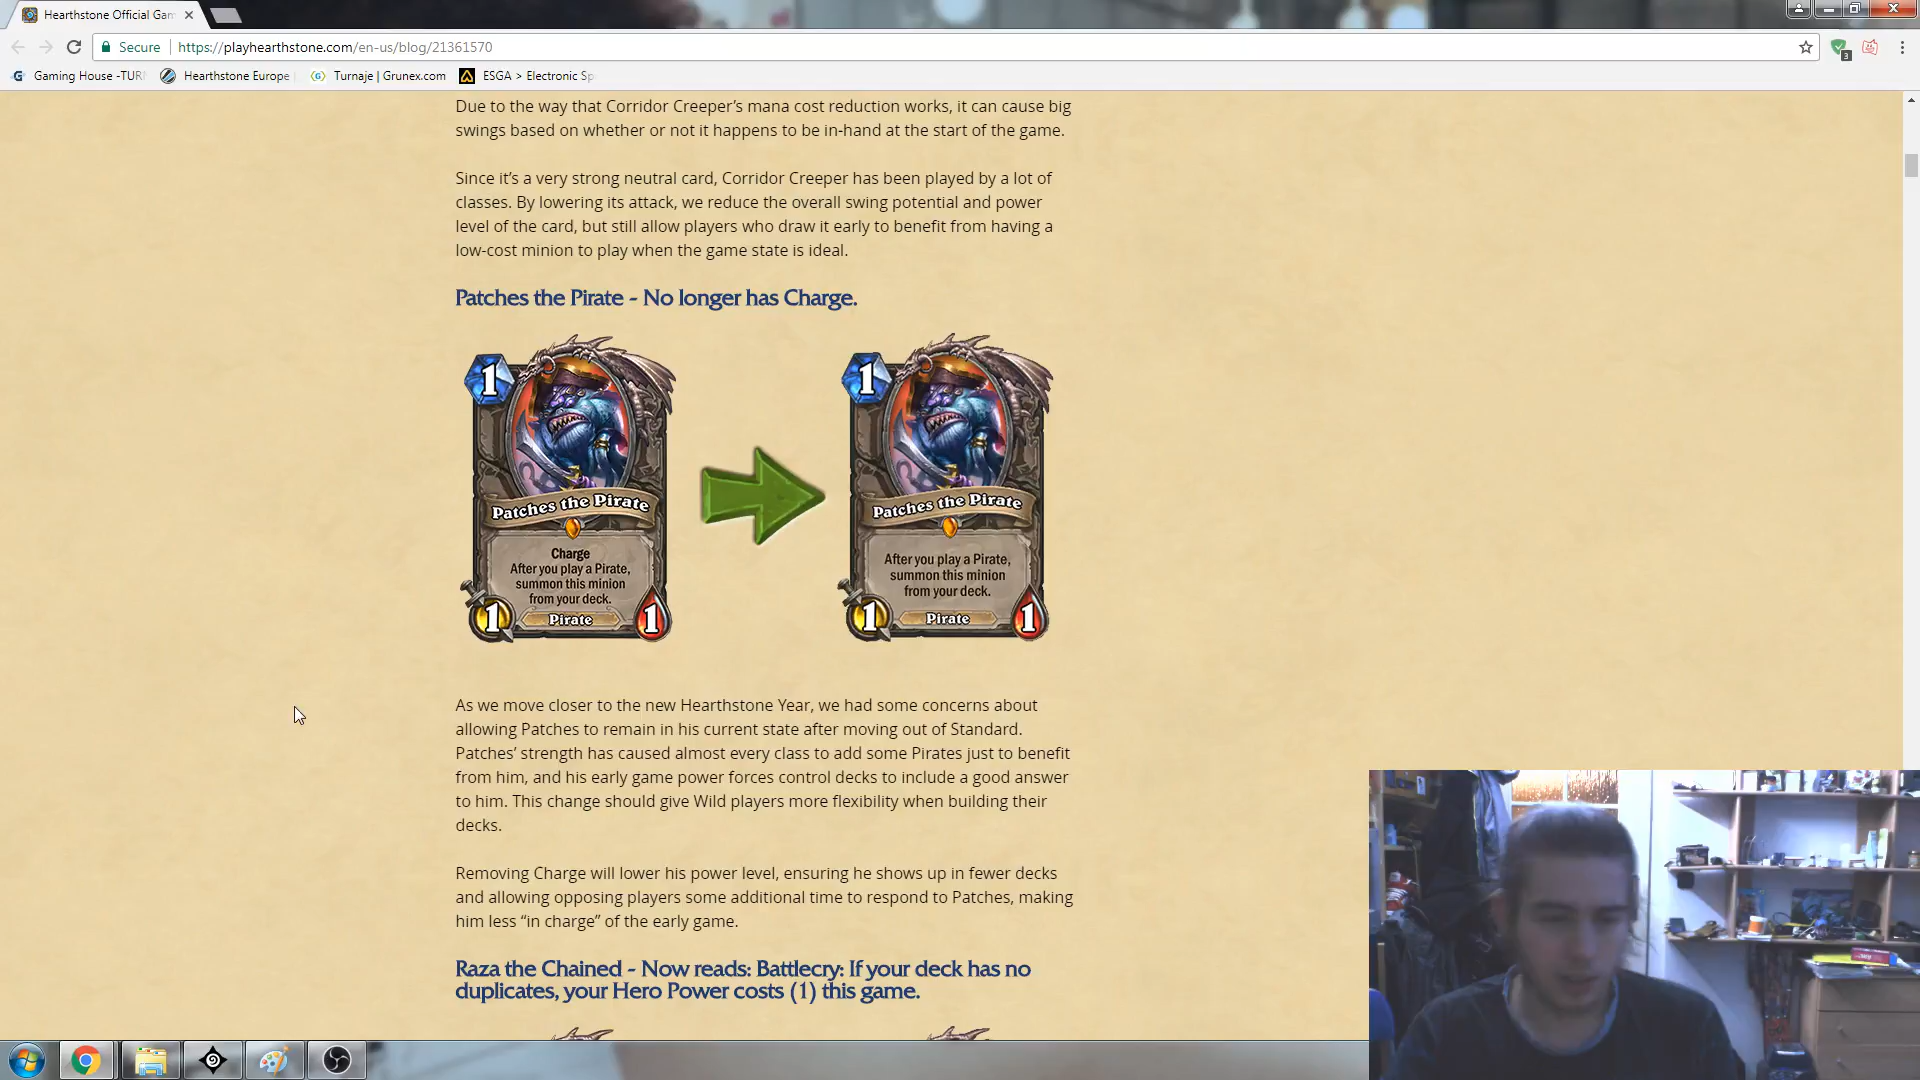 Hearthstone Official Gam
Secure
https://playhearthstone.com/en-us/blog/21361570
3
Gaming House -TUR
Hearthstone Europe
Turnaje | Grunex.com
ESGA > Electronic Sp
Due to the way that Corridor Creeper’s mana cost reduction works, it can cause big
swings based on whether or not it happens to be in-hand at the start of the game.
Since it’s a very strong neutral card, Corridor Creeper has been played by a lot of
classes. By lowering its attack, we reduce the overall swing potential and power
level of the card, but still allow players who draw it early to benefit from having a
low-cost minion to play when the game state is ideal.
Patches the Pirate - No longer has Charge.
1
Patches the Pirate
Charge
After you play a Pirate,
summon this minion
from your deck.
1
Pirate
1
1
Patches the Pirate
After you play a Pirate,
summon this minion
from your deck.
1
Pirate
1
As we move closer to the new Hearthstone Year, we had some concerns about
allowing Patches to remain in his current state after moving out of Standard.
Patches’ strength has caused almost every class to add some Pirates just to benefit
from him, and his early game power forces control decks to include a good answer
to him. This change should give Wild players more flexibility when building their
decks.
Removing Charge will lower his power level, ensuring he shows up in fewer decks
and allowing opposing players some additional time to respond to Patches, making
him less “in charge” of the early game.
Raza the Chained - Now reads: Battlecry: If your deck has no
duplicates, your Hero Power costs (1) this game.